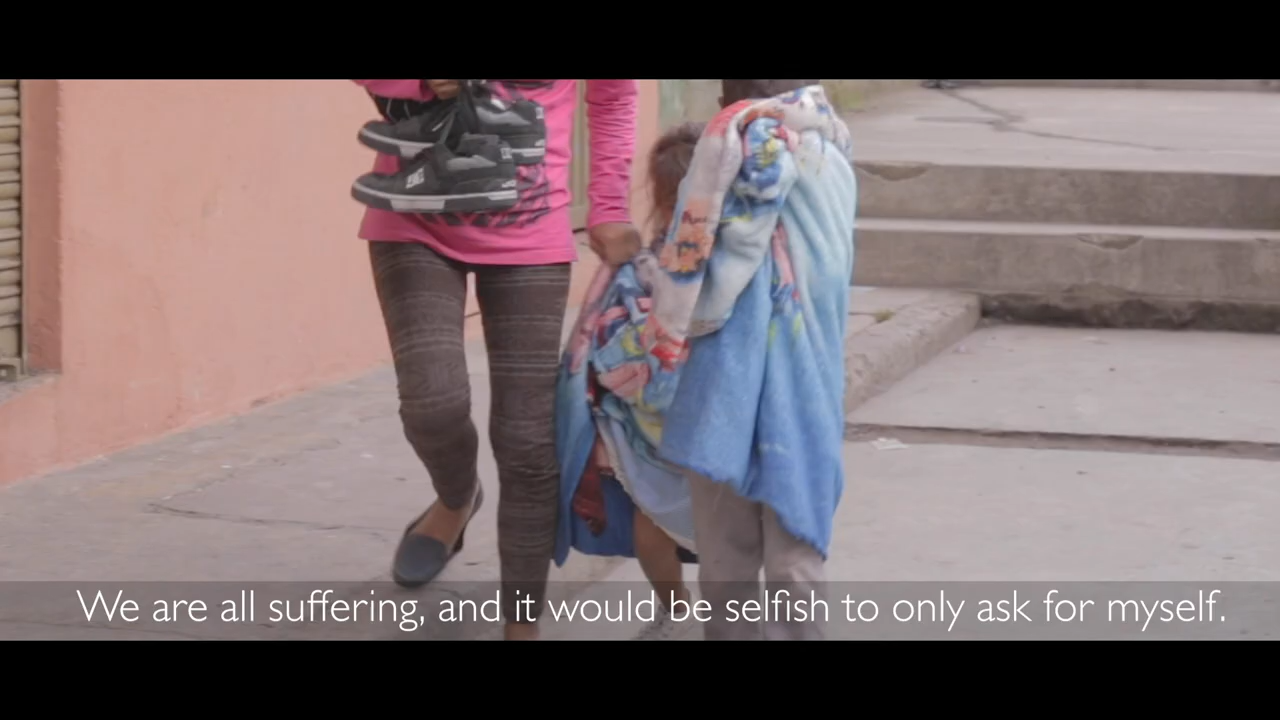 We are all suffering, and it would be selfish to only ask for myself.